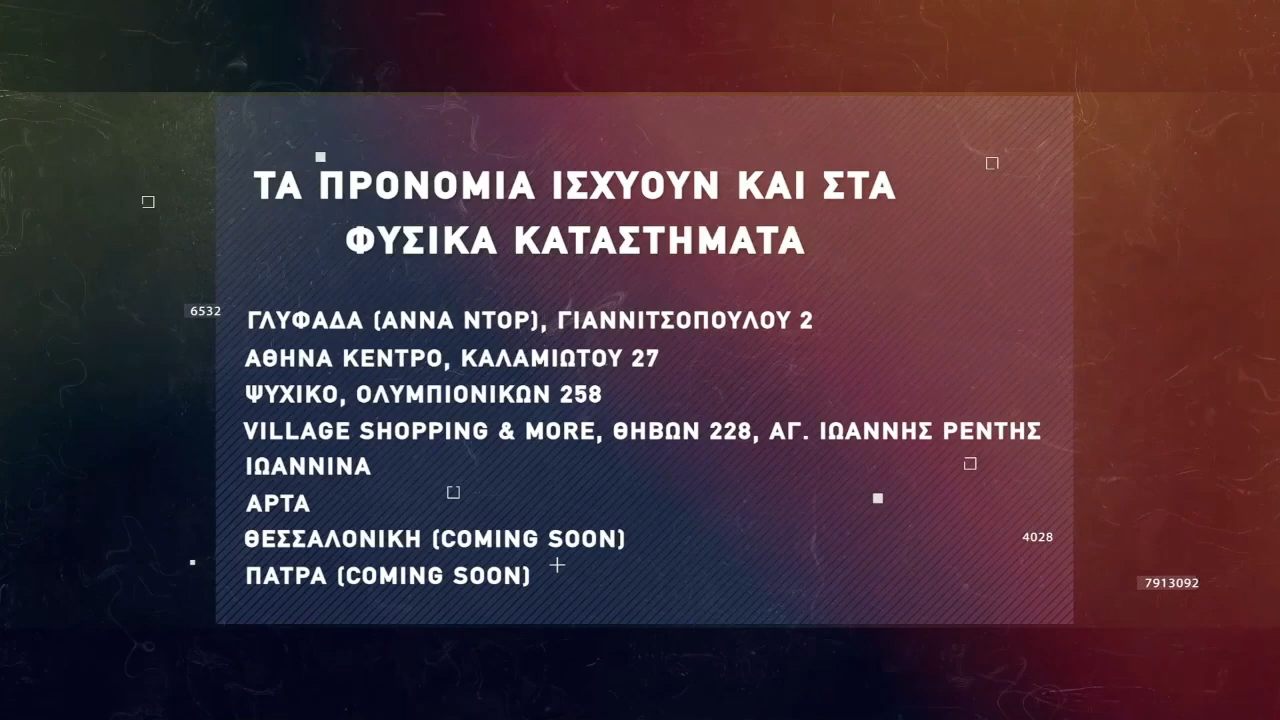 ΤΑ ΠΡΟΝΟΜΙΑ ΙΣΧΥΟΥΝ ΚΑΙ ΣΤΑ
ΦΥΣΙΚΑ ΚΑΤΑΣΤΗΜΑΤΑ
6532
ΓΛΥΦΑΔΑ (ΑΝΝΑ ΝΤΟΡ), ΓΙΑΝΝΙΤΣΟΠΟΥΛΟΥ 2
ΑΘΗΝΑ ΚΕΝΤΡΟ, ΚΑΛΑΜΙΩΤΟΥ 27
ΨΥΧΙΚΟ, ΟΛΥΜΠΙΟΝΙΚΩΝ 258
VILLAGE SHOPPING & MORE, ΘΗΒΩΝ 228, ΑΓ. ΙΩΑΝΝΗΣ ΡΕΝΤΗΣ
ΙΩΑΝΝΙΝΑ
ΑΡΤΑ
ΘΕΣΣΑΛΟΝΙΚΗ (COMING SOON)
4028
ΠΑΤΡΑ (COMING SOON)
7913092